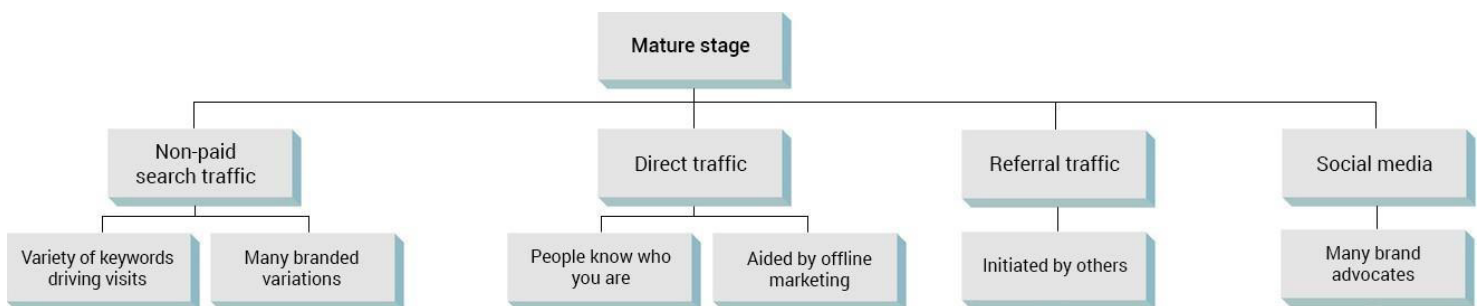 Mature stage
Non-paid
search traffic
Direct traffic
Referral traffic
Social media
Variety of keywords
driving visits
Many branded
variations
People know who
you are
Aided by offline
marketing
Initiated by others
Many brand
advocates